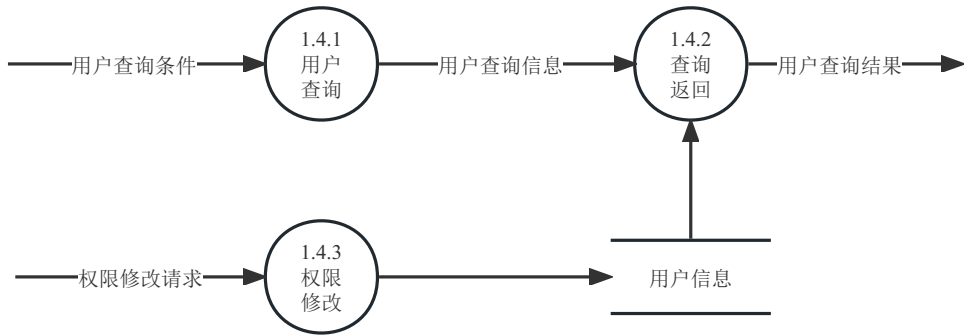 用户查询条件
1.4.1
用户
查询
用户查询信息
1.4.2
查询
返回
用户查询结果
权限修改请求
1.4.3
权限
修改
用户信息